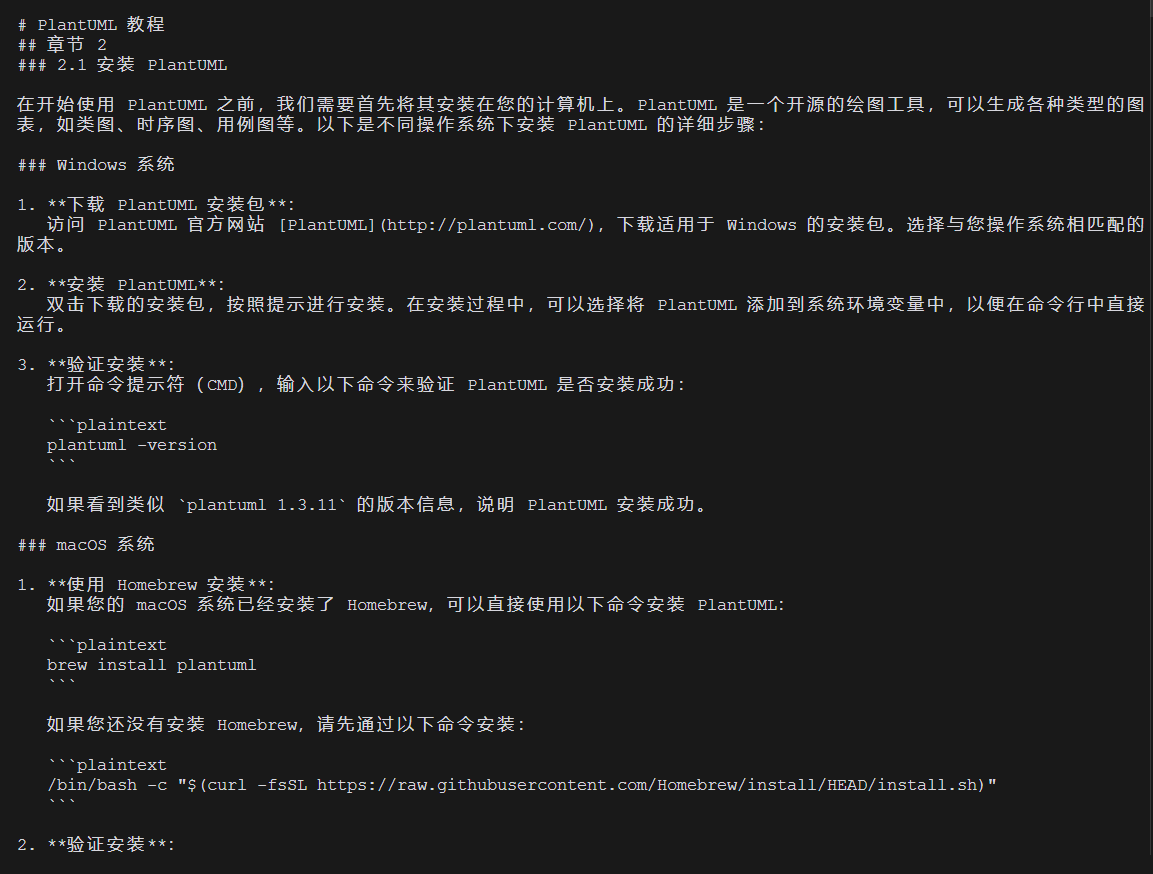 # PlantUML 教程
## 章节 2
### 2.1 安装 PlantUML
在开始使用 PlantUML 之前，我们需要首先将其安装在您的计算机上。PlantUML 是一个开源的绘图工具，可以生成各种类型的图
表，如类图、时序图、用例图等。以下是不同操作系统下安装 PlantUML 的详细步骤：
### Windows 系统
1. **下载 PlantUML 安装包**：
访问 PlantUML 官方网站 [PlantUML](http://plantuml.com/)，下载适用于 Windows 的安装包。选择与您操作系统相匹配的
版本。
2. **安装 PlantUML**：
双击下载的安装包，按照提示进行安装。在安装过程中，可以选择将 PlantUML 添加到系统环境变量中，以便在命令行中直接
运行。
3. **验证安装**：
打开命令提示符（CMD），输入以下命令来验证 PlantUML 是否安装成功：
```plaintext
plantuml -version
```
如果看到类似 `plantuml 1.3.11` 的版本信息，说明 PlantUML 安装成功。
### macOS 系统
1. **使用 Homebrew 安装**：
如果您的 macOS 系统已经安装了 Homebrew，可以直接使用以下命令安装 PlantUML：
```plaintext
brew install plantuml
```
如果您还没有安装 Homebrew，请先通过以下命令安装：
```plaintext
/bin/bash -c "$(curl -fsSL https://raw.githubusercontent.com/Homebrew/install/HEAD/install.sh)"
```
2. **验证安装**：